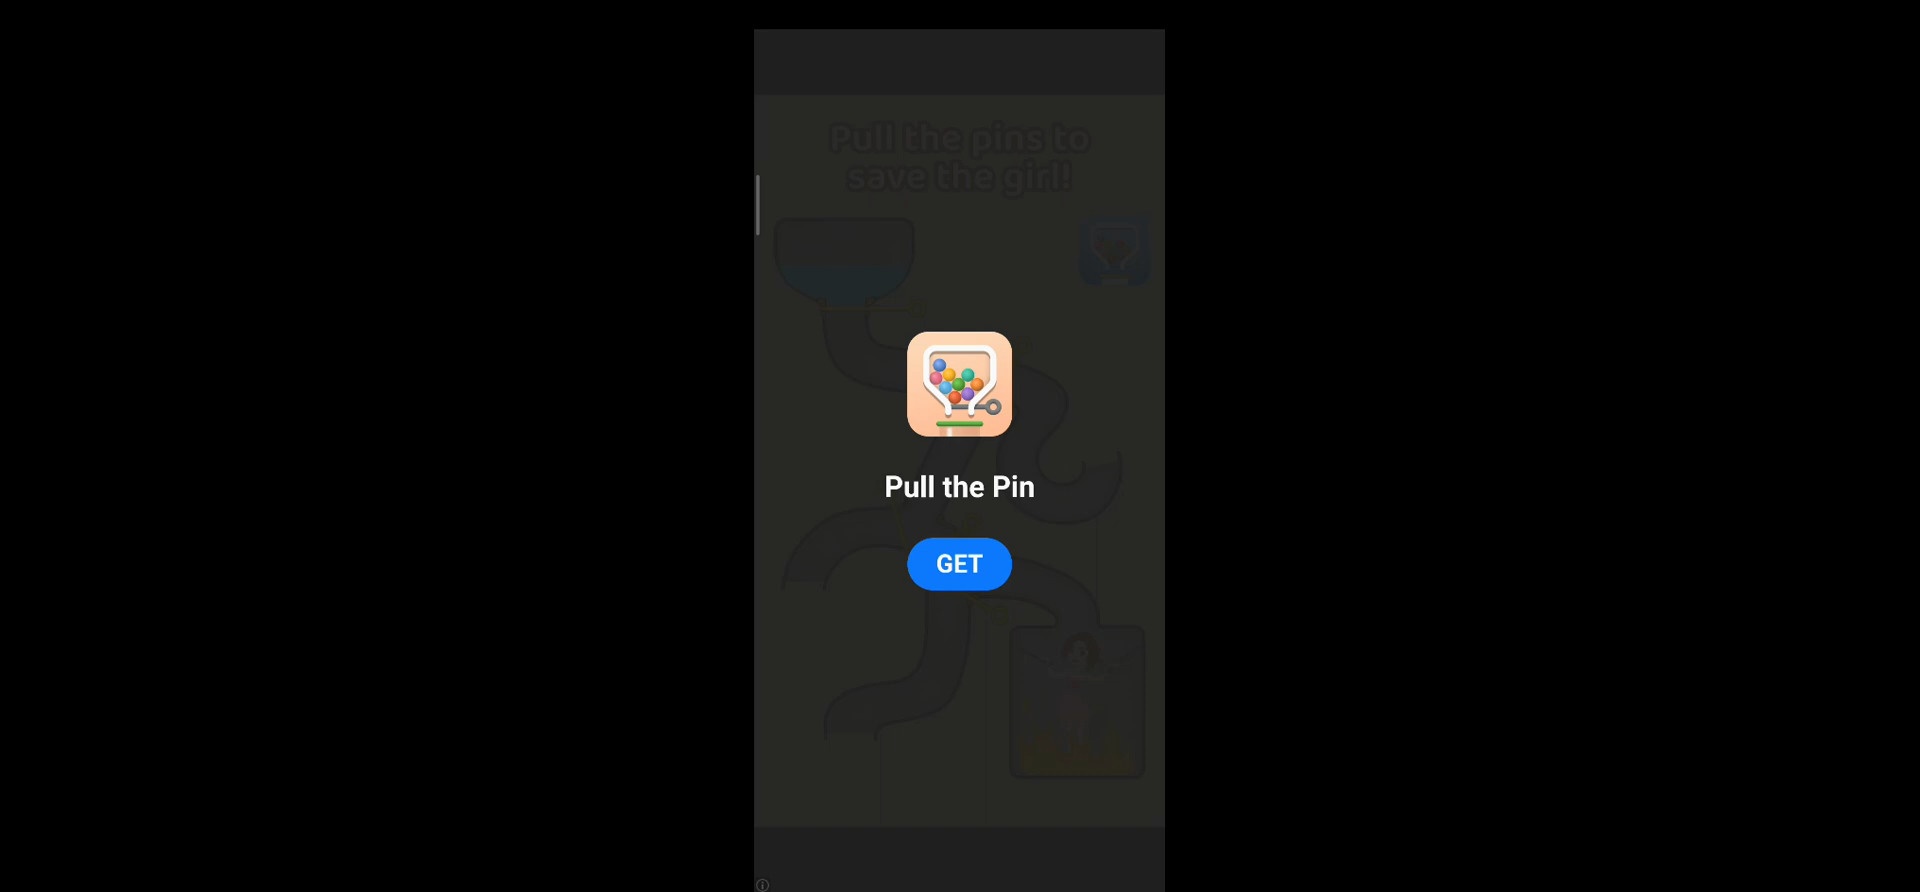 Pull the pins to
save the girl!
Pull the Pin
GET